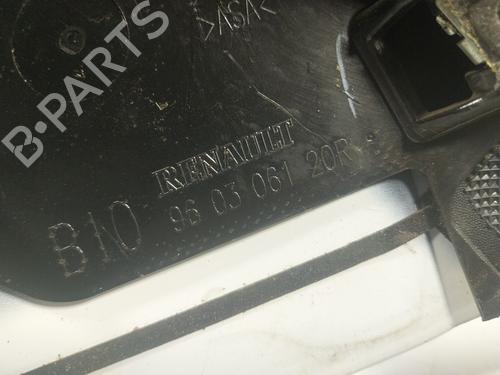 >ASA<
B-PARTS
RENAULT
96 03 061 20R
B10